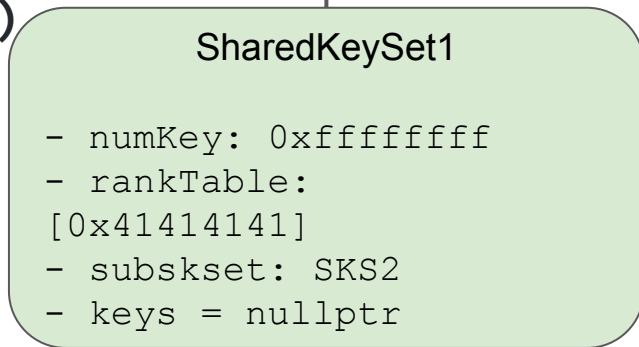 )
SharedKeySet1
- numKey: 0xffffffff
- rankTable:
[0x41414141]
- subskset: SKS2
- keys = nullptr